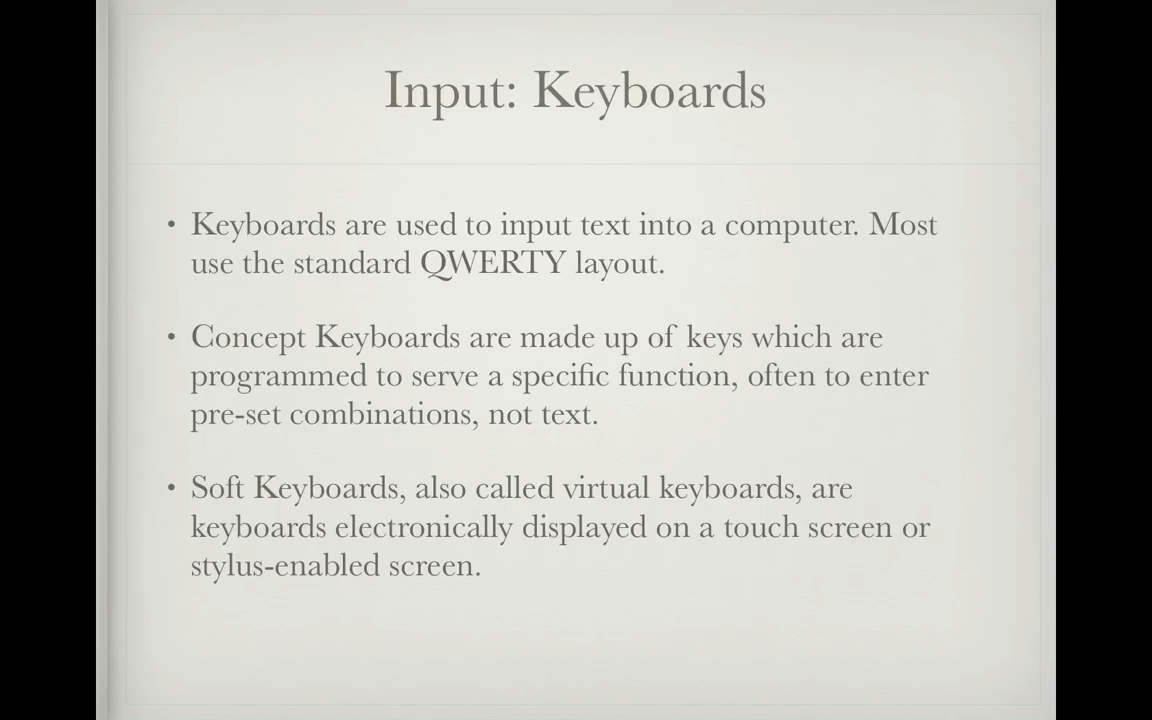 Input: Keyboards
• Keyboards are used to input text into a computer. Most
use the standard QWERTY layout.
• Concept Keyboards are made up of keys which are
programmed to serve a specific function, often to enter
pre-set combinations, not text.
• Soft Keyboards, also called virtual keyboards, are
keyboards electronically displayed on a touch screen or
stylus-enabled screen.